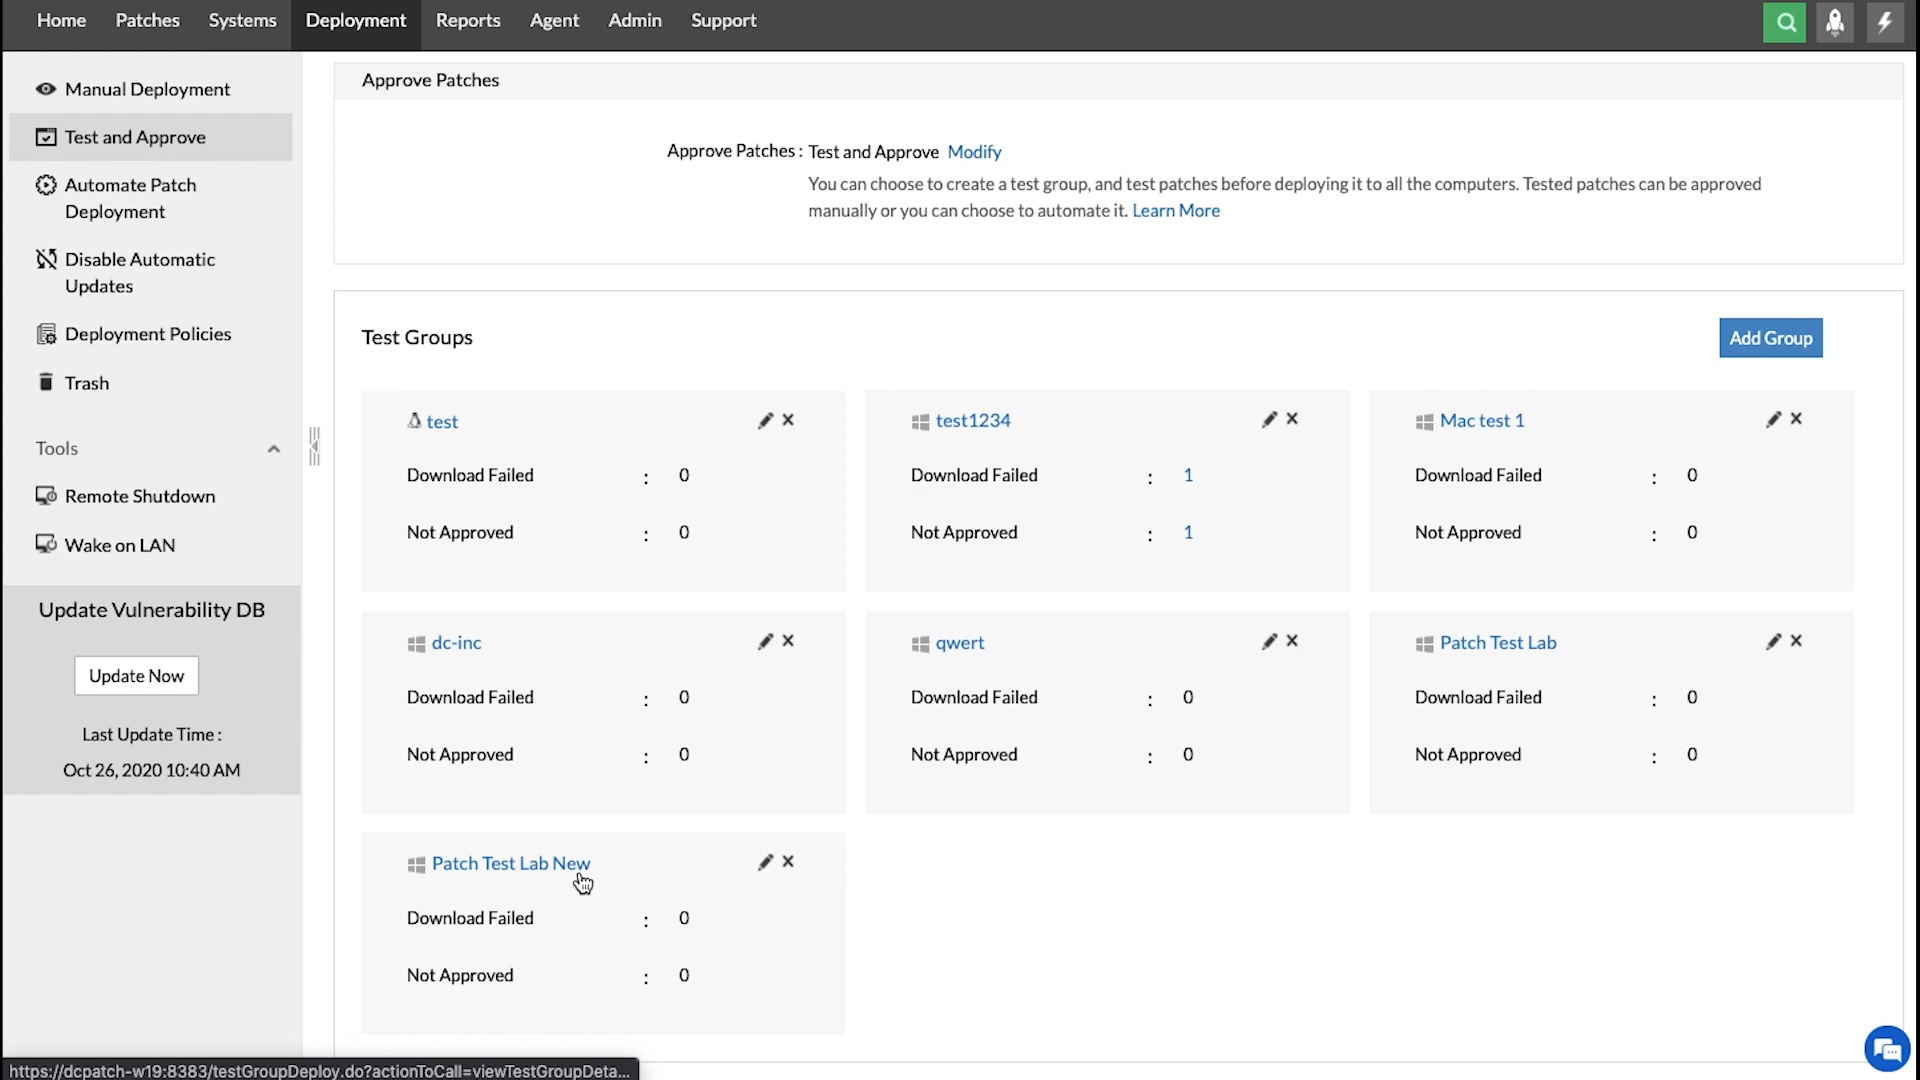 Home Patches Systems Deployment Reports Agent Admin Support
Manual Deployment
Test and Approve
Automate Patch
Deployment
Disable Automatic
Updates
Deployment Policies
Trash
Tools
Remote Shutdown
Wake on LAN
Update Vulnerability DB
Update Now
Last Update Time :
Oct 26, 2020 10:40 AM
Approve Patches
Approve Patches : Test and Approve Modify
You can choose to create a test group, and test patches before deploying it to all the computers. Tested patches can be approved
manually or you can choose to automate it. Learn More
Test Groups
Add Group
test
Download Failed : 0
Not Approved : 0
test1234
Download Failed : 1
Not Approved : 1
Mac test 1
Download Failed : 0
Not Approved : 0
dc-inc
Download Failed : 0
Not Approved : 0
qwert
Download Failed : 0
Not Approved : 0
Patch Test Lab
Download Failed : 0
Not Approved : 0
Patch Test Lab New
Download Failed : 0
Not Approved : 0
https://dcpatch-w19:8383/testGroupDeploy.do?actionToCall=viewTestGroupDeta...